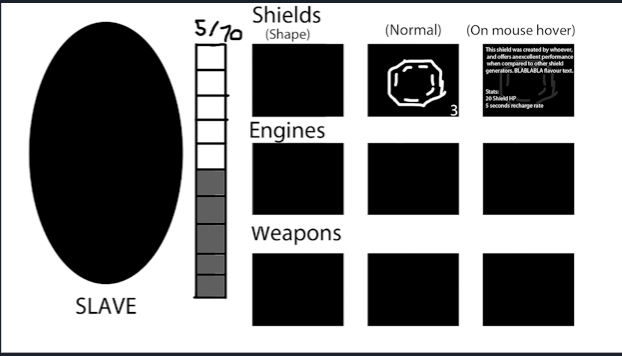 5/10
Shields
(Shape)
(Normal)
(On mouse hover)
This shield was created by whoever,
and offers anexcellent performance
when compared to other shield
generators. BLABLABLA flavour text.
Stats:
20 Shield HP
5 seconds recharge rate
3
Engines
Weapons
SLAVE